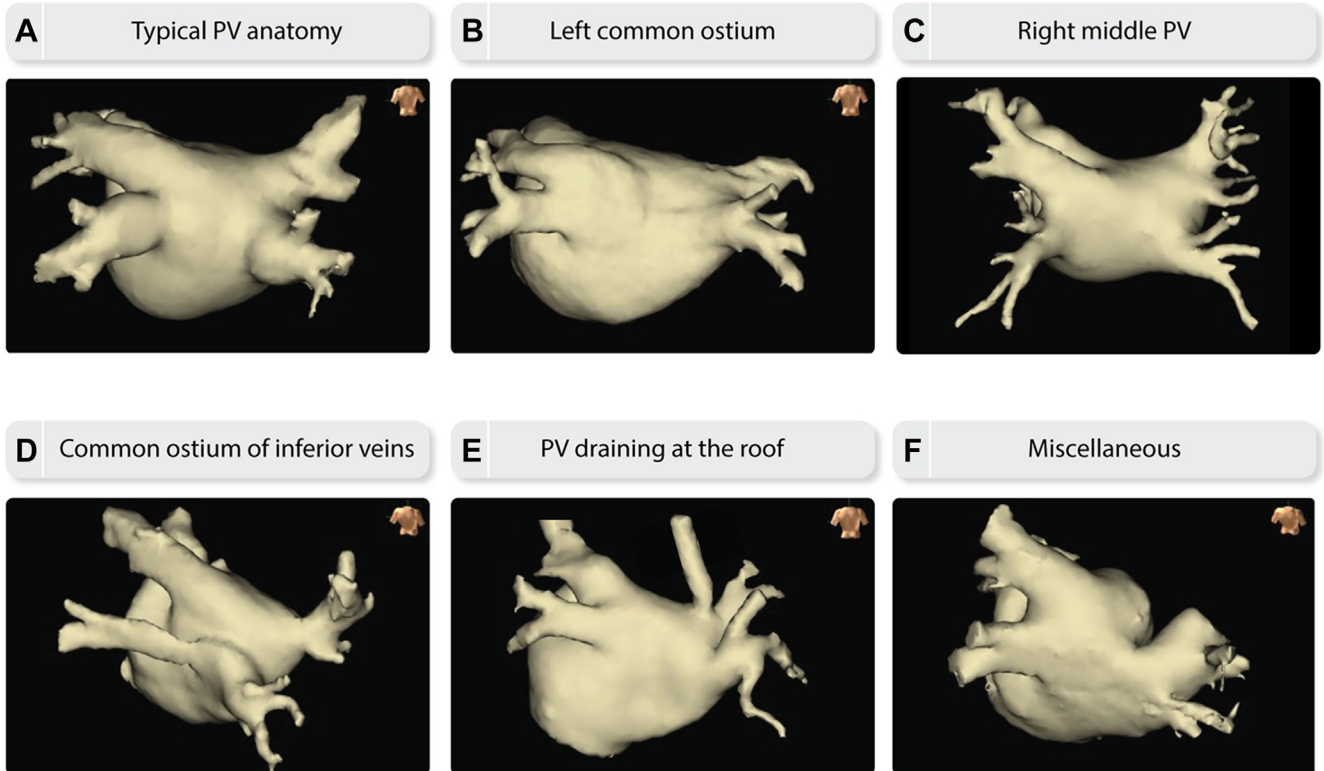 A Typical PV anatomy
B Left common ostium
C Right middle PV
D Common ostium of inferior veins
E PV draining at the roof
F Miscellaneous